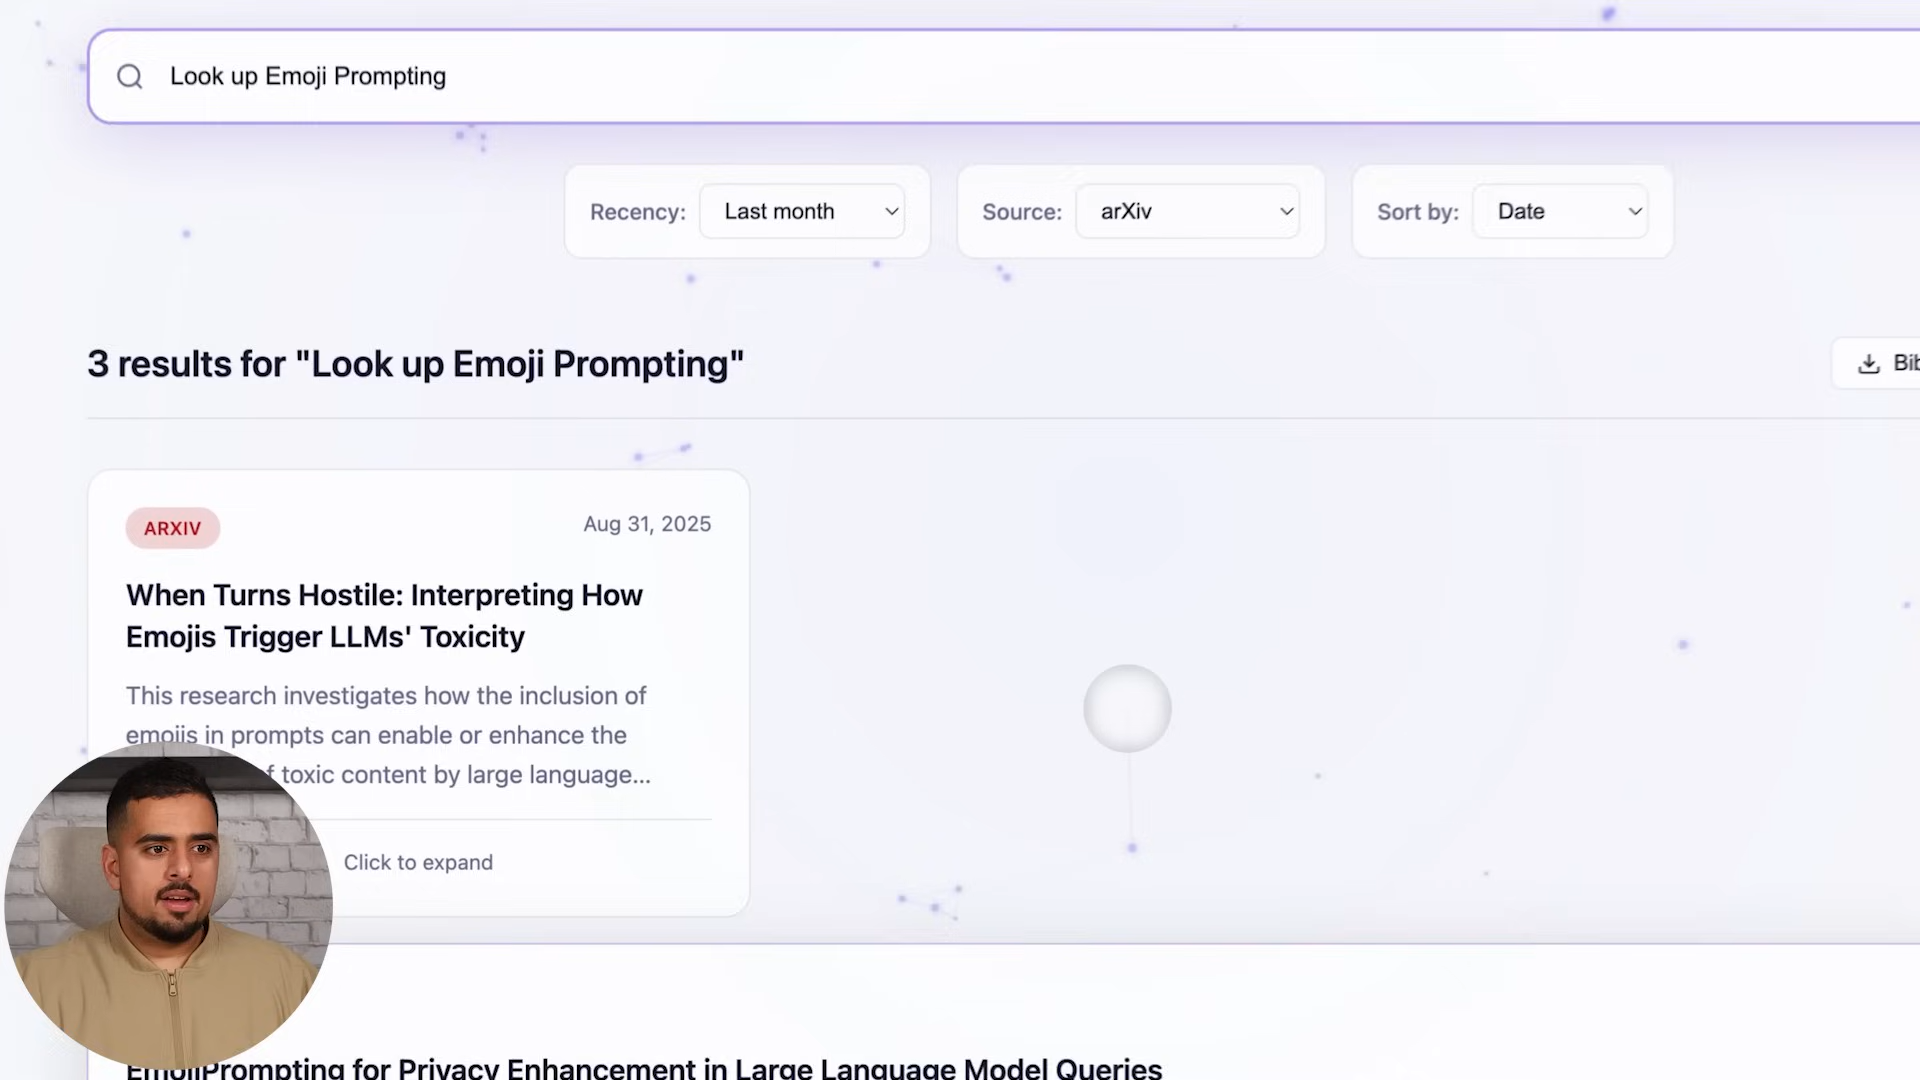 Look up Emoji Prompting
Recency: Last month
Source: arXiv
Sort by: Date
3 results for "Look up Emoji Prompting"
ARXIV
Aug 31, 2025
When Turns Hostile: Interpreting How
Emojis Trigger LLMs' Toxicity
This research investigates how the inclusion of
emojis in prompts can enable or enhance the
toxic content by large language...
Click to expand
EmojiPrompting for Privacy Enhancement in Large Language Model Queries